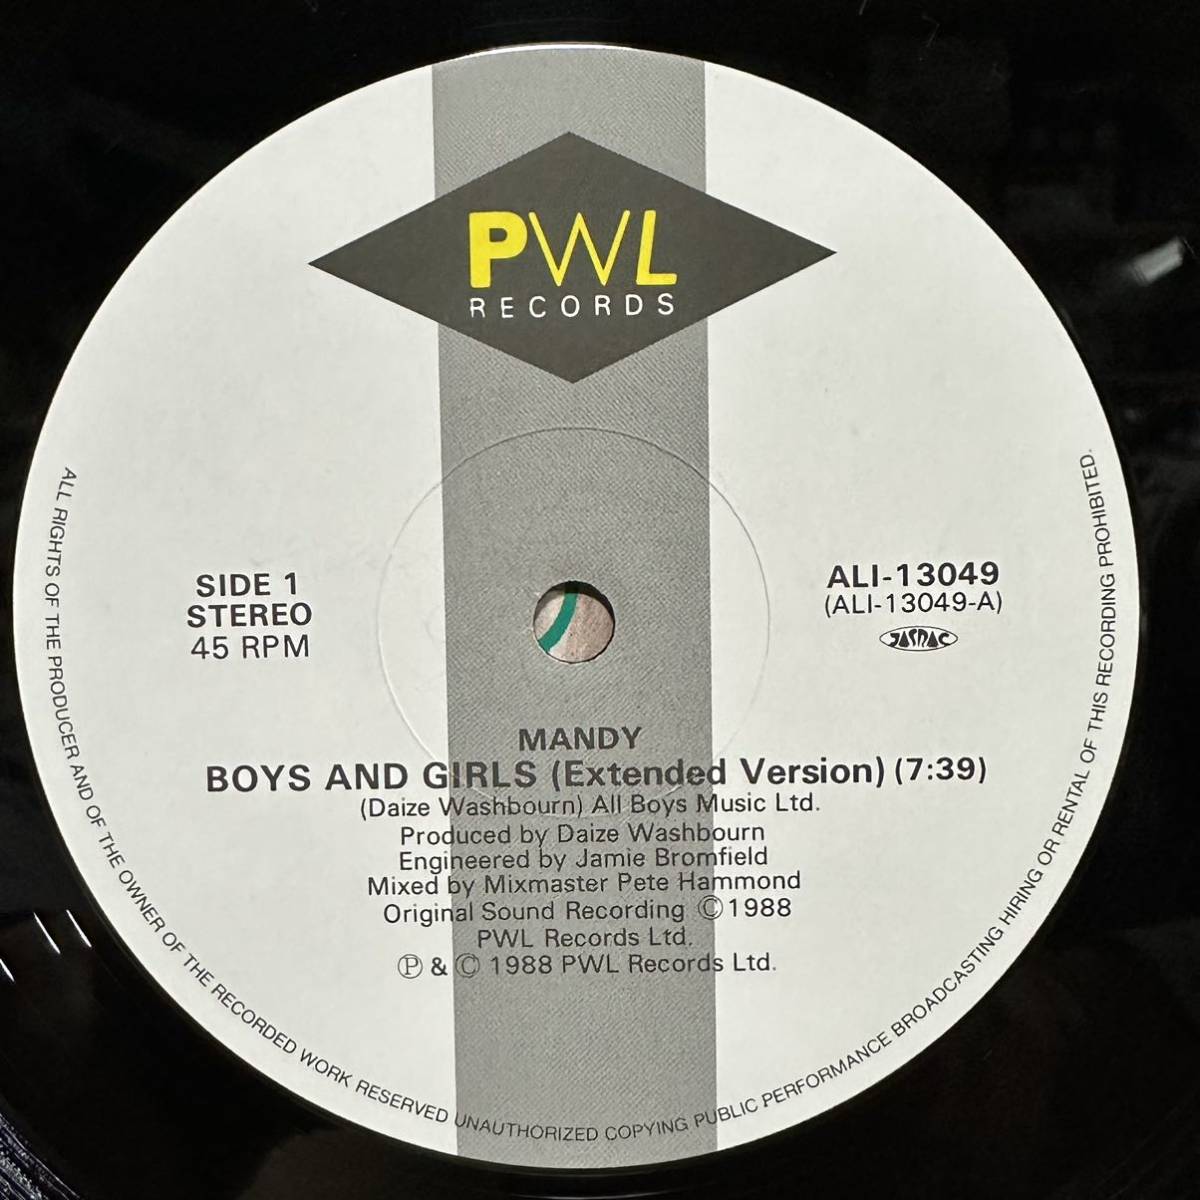 PWL
RECORDS
SIDE 1
STEREO
45 RPM
ALI-13049
(ALI-13049-A)
JASRAC
MANDY
BOYS AND GIRLS (Extended Version) (7:39)
(Daize Washbourn) All Boys Music Ltd.
Produced by Daize Washbourn
Engineered by Jamie Bromfield
Mixed by Mixmaster Pete Hammond
Original Sound Recording ©1988
PWL Records Ltd.
℗ & © 1988 PWL Records Ltd.
ALL RIGHTS OF THE PRODUCER AND OF THE OWNER OF THE RECORDED WORK RESERVED UNAUTHORIZED COPYING PUBLIC PERFORMANCE BROADCASTING HIRING OR RENTAL OF THIS RECORDING PROHIBITED.